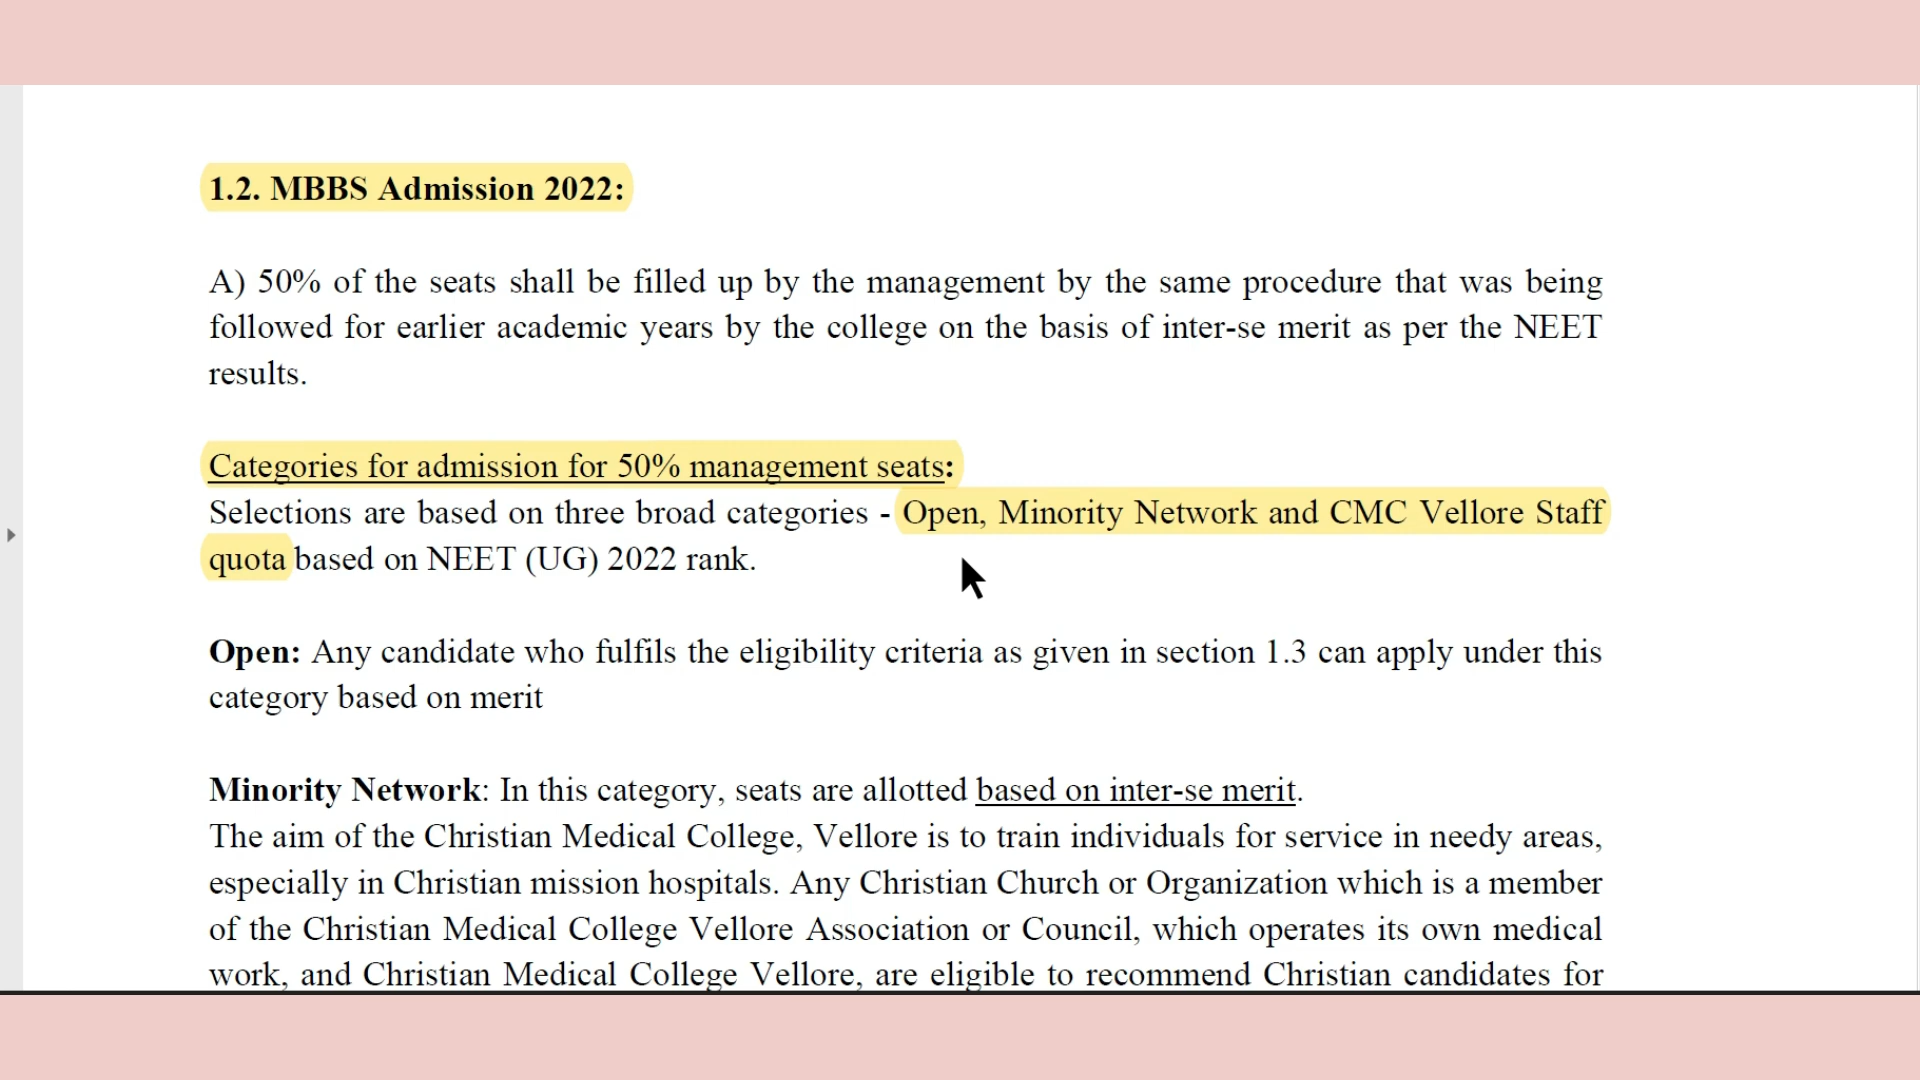 1.2. MBBS Admission 2022:
A) 50% of the seats shall be filled up by the management by the same procedure that was being
followed for earlier academic years by the college on the basis of inter-se merit as per the NEET
results.
Categories for admission for 50% management seats:
Selections are based on three broad categories - Open, Minority Network and CMC Vellore Staff
quota based on NEET (UG) 2022 rank.
Open: Any candidate who fulfils the eligibility criteria as given in section 1.3 can apply under this
category based on merit
Minority Network: In this category, seats are allotted based on inter-se merit.
The aim of the Christian Medical College, Vellore is to train individuals for service in needy areas,
especially in Christian mission hospitals. Any Christian Church or Organization which is a member
of the Christian Medical College Vellore Association or Council, which operates its own medical
work, and Christian Medical College Vellore, are eligible to recommend Christian candidates for